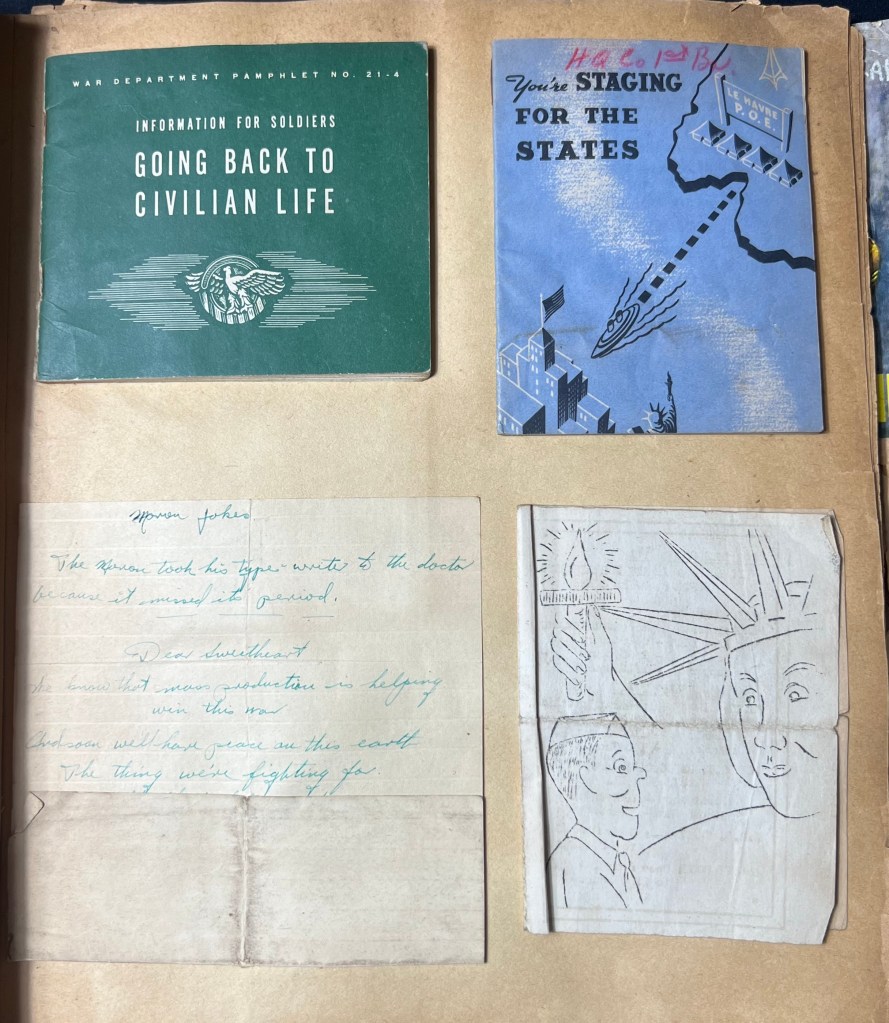 WAR DEPARTMENT PAMPHLET NO. 21-4
INFORMATION FOR SOLDIERS
GOING BACK TO
CIVILIAN LIFE
HQ Co 1st Bn.
You're STAGING
FOR THE
STATES
LE HAVRE
P.O.E.
Moron Jokes
The Moron took his type-writer to the doctor
because it missed its period.
Dear Sweetheart
We know that mass production is helping
win this war
And soon we'll have peace on this earth
The thing we're fighting for.